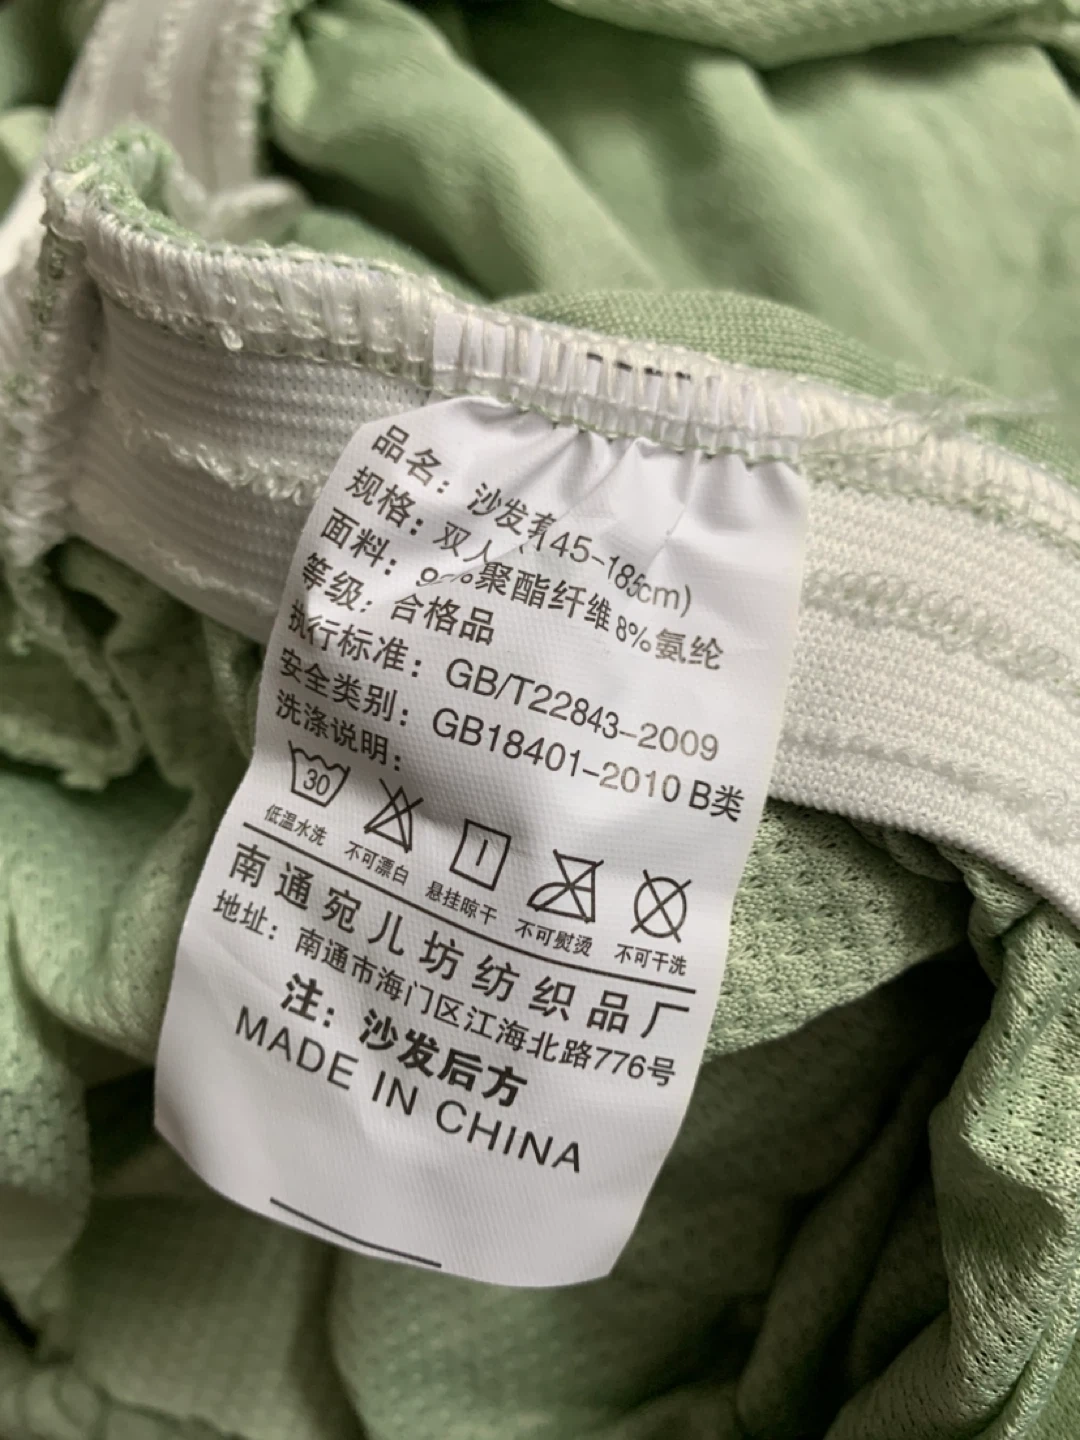 品名：沙发套
规格：双人（145-185cm)
面料：9 %聚酯纤维 8%氨纶
等级：合格品
执行标准：GB/T22843-2009
安全类别：GB18401-2010 B类
洗涤说明：
30
低温水洗 不可漂白 悬挂晾干 不可熨烫 不可干洗
南通宛儿坊纺织品厂
地址：南通市海门区江海北路776号
注：沙发后方
MADE IN CHINA